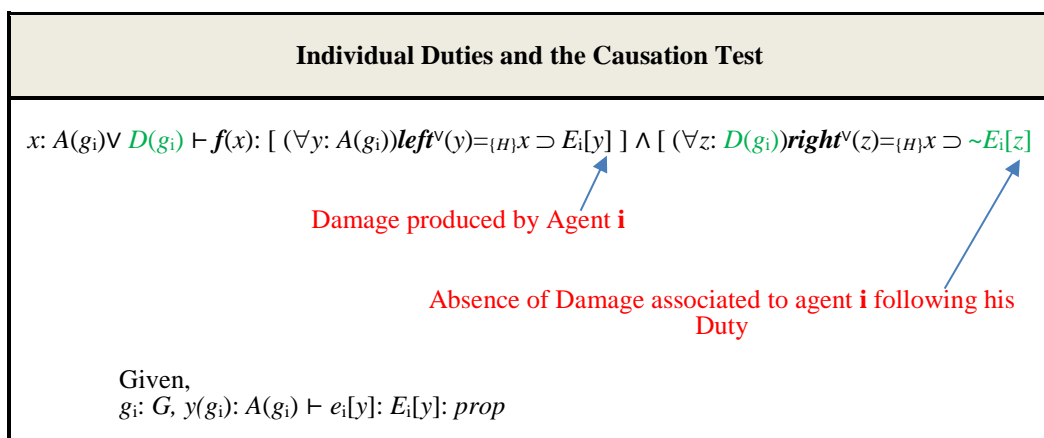 Individual Duties and the Causation Test
x: A(gᵢ)∨ D(gᵢ) ⊢ f(x): [ (∀y: A(gᵢ))left^∨(y)=_{H}x ⊃ Eᵢ[y] ] ∧ [ (∀z: D(gᵢ))right^∨(z)=_{H}x ⊃ ~Eᵢ[z]
Damage produced by Agent i
Absence of Damage associated to agent i following his
Duty
Given,
gᵢ: G, y(gᵢ): A(gᵢ) ⊢ eᵢ[y]: Eᵢ[y]: prop